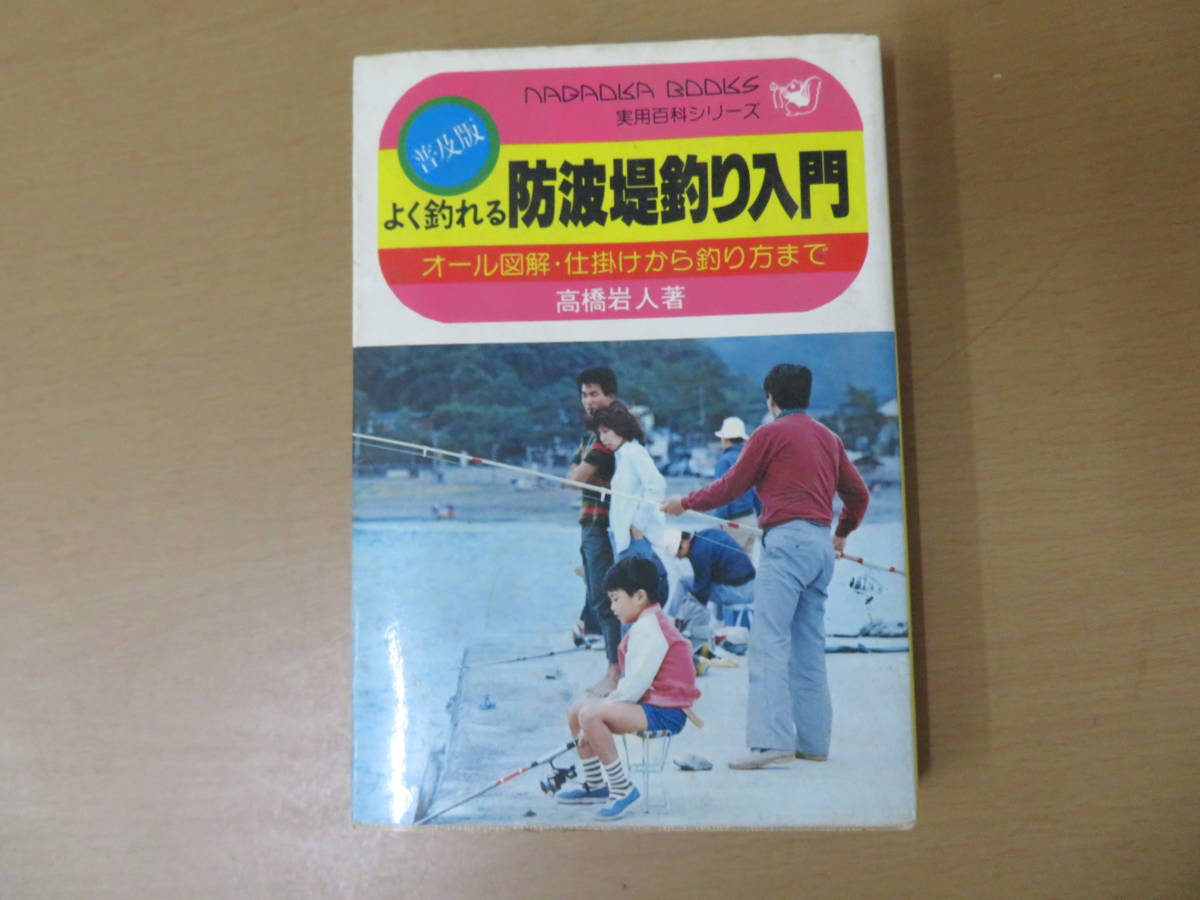 NAGAOKA BOOKS
実用百科シリーズ
普及版
よく釣れる防波堤釣り入門
オール図解・仕掛けから釣り方まで
高橋岩人著